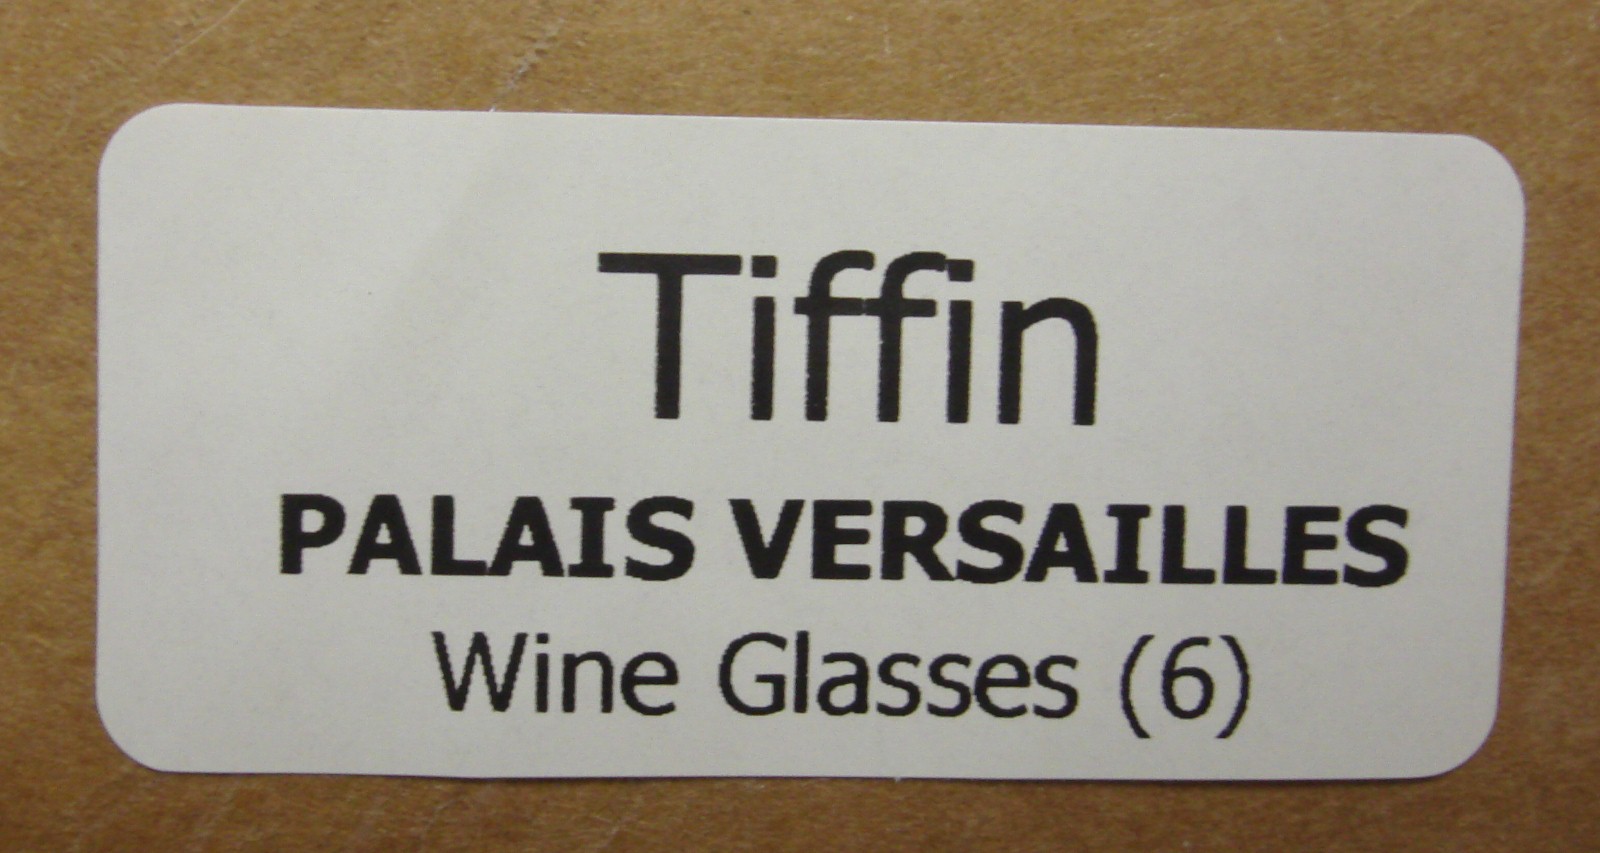 Tiffin
PALAIS VERSAILLES
Wine Glasses (6)